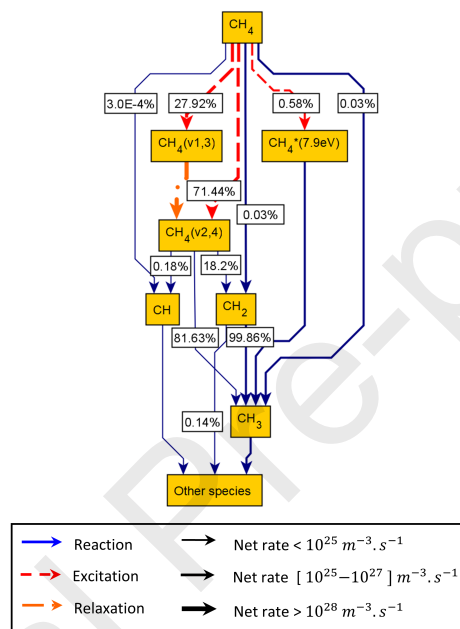 CH4
3.0E-4%
27.92%
0.58%
0.03%
CH4(v1,3)
CH4*(7.9eV)
71.44%
0.03%
CH4(v2,4)
0.18%
18.2%
CH
CH2
81.63%
99.86%
CH3
0.14%
Other species
Reaction
Net rate < 10^25 m^-3.s^-1
Excitation
Net rate [ 10^25−10^27 ] m^-3.s^-1
Relaxation
Net rate > 10^28 m^-3.s^-1
Pre-p